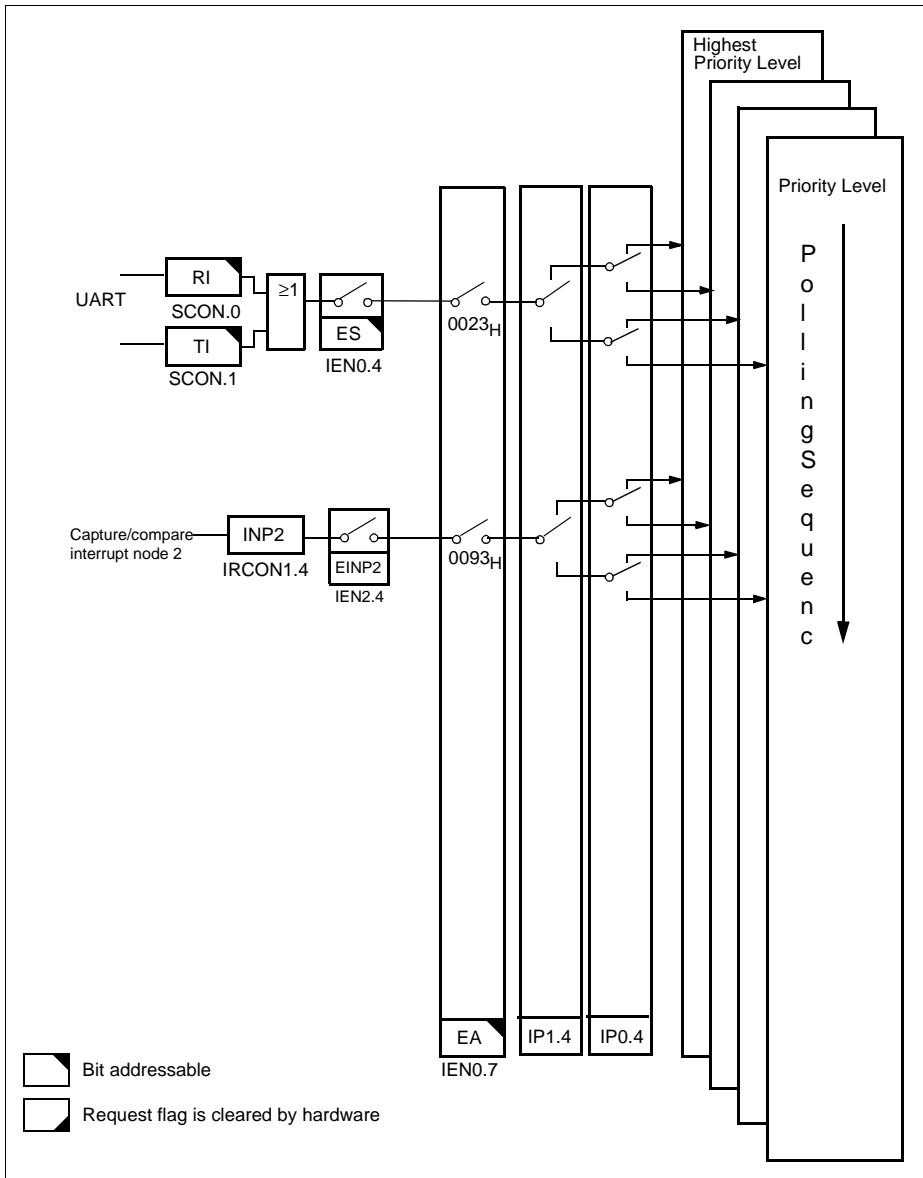 Highest
Priority Level
Priority Level
PollingSequenc
UART
RI
SCON.0
TI
SCON.1
≥1
ES
IEN0.4
0023H
Capture/compare
interrupt node 2
INP2
IRCON1.4
EINP2
IEN2.4
0093H
EA
IEN0.7
IP1.4
IP0.4
Bit addressable
Request flag is cleared by hardware